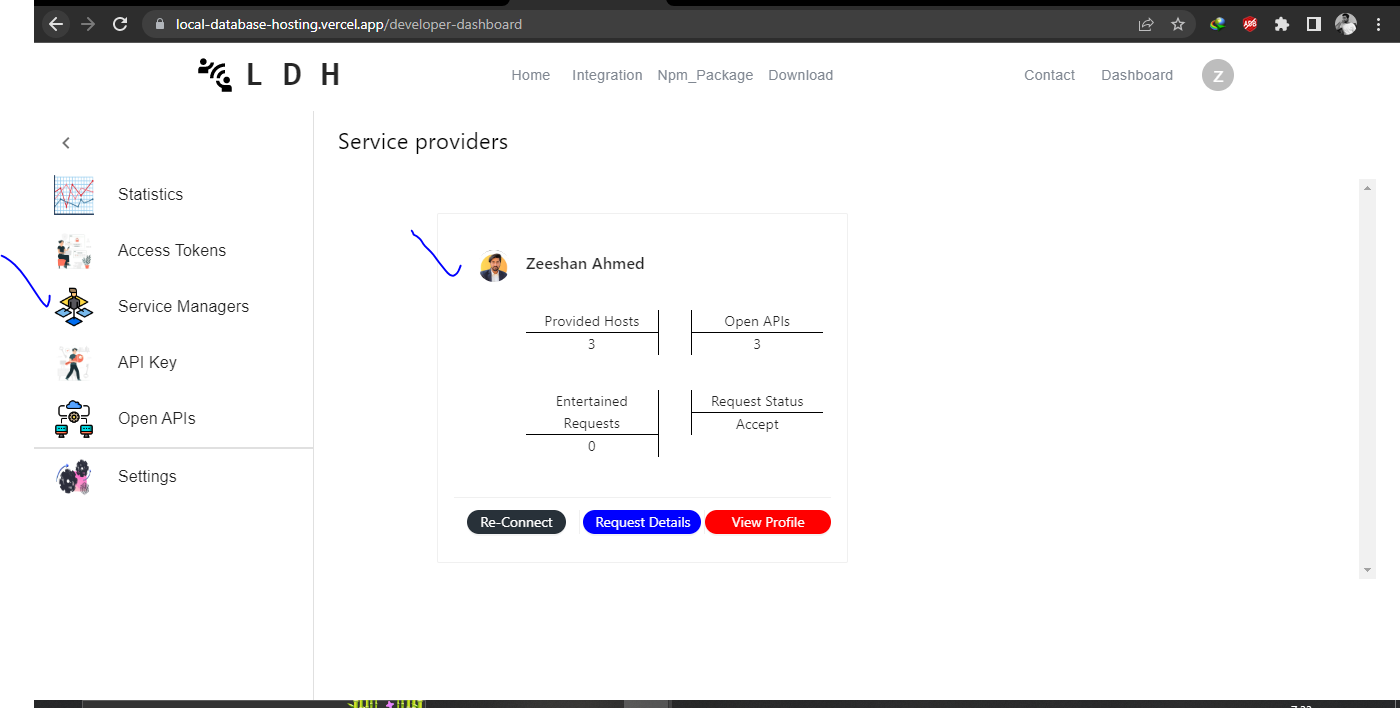 local-database-hosting.vercel.app/developer-dashboard
L D H
Home Integration Npm_Package Download
Contact Dashboard Z
Service providers
Statistics
Access Tokens
Service Managers
API Key
Open APIs
Settings
Zeeshan Ahmed
Provided Hosts
3
Open APIs
3
Entertained
Requests
0
Request Status
Accept
Re-Connect Request Details View Profile